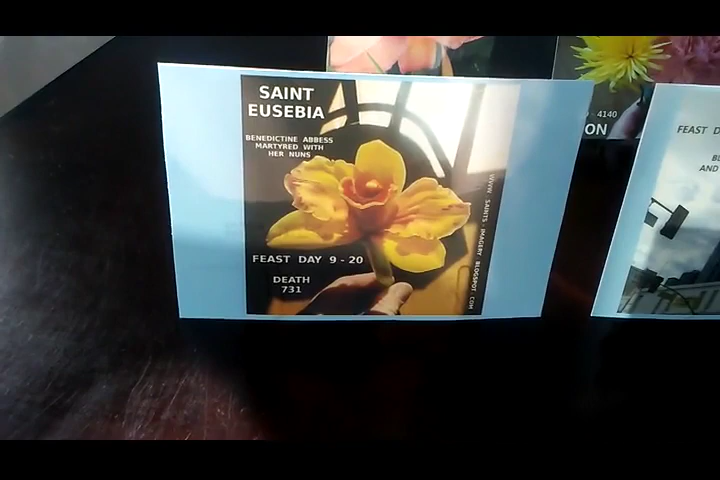 SAINT
EUSEBIA
BENEDICTINE ABBESS
MARTYRED WITH
HER NUNS
FEAST DAY 9 - 20
DEATH
731
WWW. SAINTS - IMAGERY BLOGSPOT. COM
4140
ON
FEAST D
AND